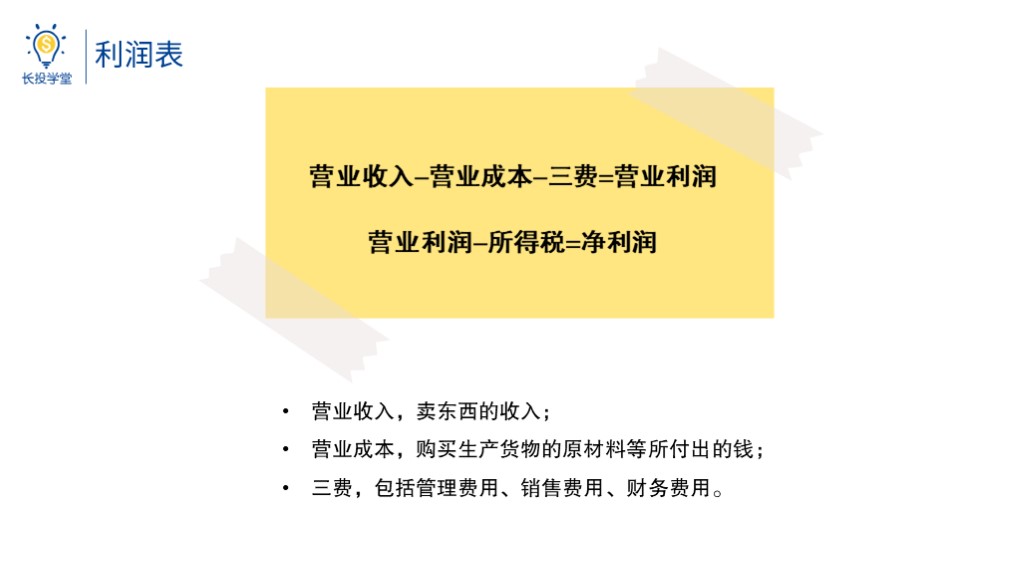 利润表
长投学堂
营业收入–营业成本–三费=营业利润
营业利润–所得税=净利润
• 营业收入，卖东西的收入；
• 营业成本，购买生产货物的原材料等所付出的钱；
• 三费，包括管理费用、销售费用、财务费用。